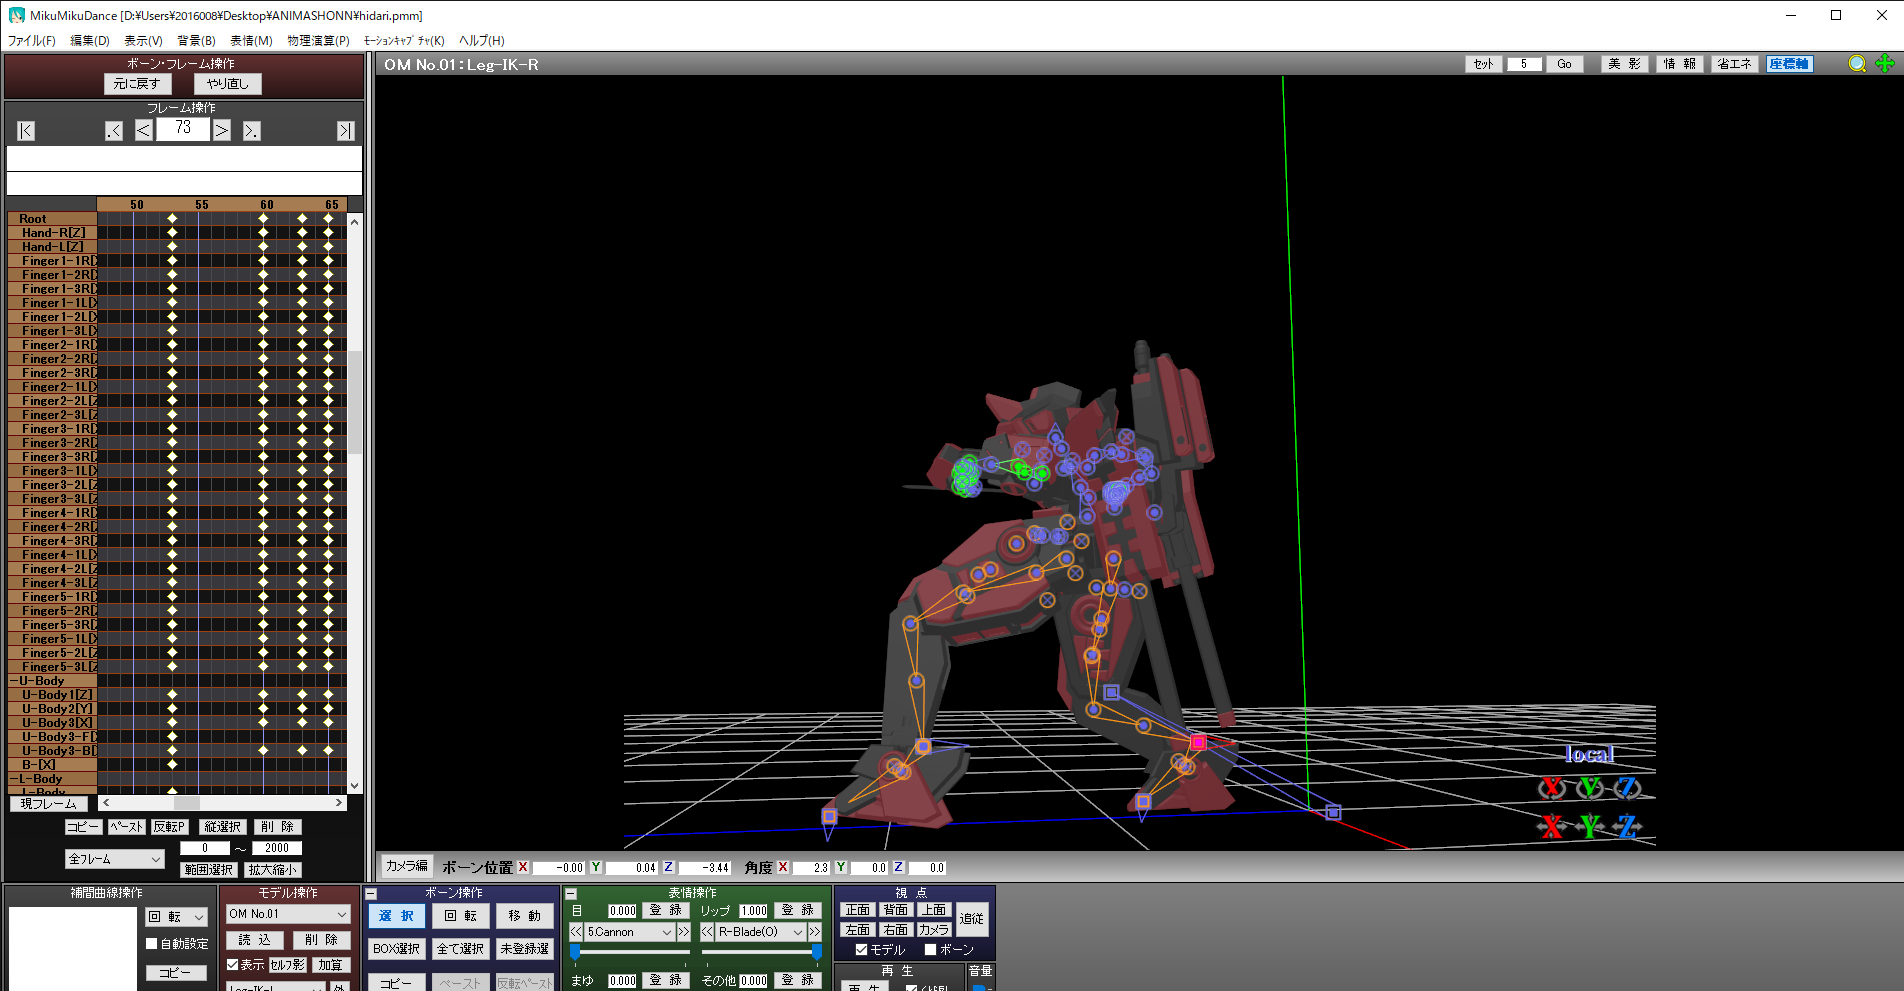 MikuMikuDance [D:¥Users¥2016008¥Desktop¥ANIMASHONN¥hidari.pmm]
ファイル(F) 編集(D) 表示(V) 背景(B) 表情(M) 物理演算(P) ﾓｰｼｮﾝｷｬﾌﾟﾁｬ(K) ヘルプ(H)
ボーン・フレーム操作
元に戻す やり直し
フレーム操作
|< .< < 73 > >. >|
OM No.01：Leg-IK-R
ｾｯﾄ 5 Go 美 影 情 報 省エネ 座標軸
50 55 60 65
Root
Hand-R[Z]
Hand-L[Z]
Finger1-1R[
Finger1-2R[
Finger1-3R[
Finger1-1L[
Finger1-2L[
Finger1-3L[
Finger2-1R[
Finger2-2R[
Finger2-3R[
Finger2-1L[
Finger2-2L[
Finger2-3L[
Finger3-1R[
Finger3-2R[
Finger3-3R[
Finger3-1L[
Finger3-2L[
Finger3-3L[
Finger4-1R[
Finger4-2R[
Finger4-3R[
Finger4-1L[
Finger4-2L[
Finger4-3L[
Finger5-1R[
Finger5-2R[
Finger5-3R[
Finger5-1L[
Finger5-2L[
Finger5-3L[
-U-Body
U-Body1[Z]
U-Body2[Y]
U-Body3[X]
U-Body3-F[
U-Body3-B[
B-[X]
-L-Body
local
X Y Z
X Y Z
現フレーム < >
コピー ペースト 反転P 縦選択 削 除
全フレーム 0 ～ 2000
範囲選択 拡大縮小
カメラ編 ボーン位置 X -0.00 Y 0.04 Z -3.44 角度 X 2.3 Y 0.0 Z 0.0
補間曲線操作
回 転
自動設定
コピー
モデル操作
OM No.01
読 込 削 除
表示 ｾﾙﾌ影 加算
Leg-IK-L 外
ボーン操作
選 択 回 転 移 動
BOX選択 全て選択 未登録選
コピー ペースト 反転ペースト
表情操作
目 0.000 登 録 リップ 1.000 登 録
<< 5.Cannon >> << R-Blade(O) >>
まゆ 0.000 登 録 その他 0.000 登 録
視 点
正面 背面 上面 追従
左面 右面 カメラ
モデル ボーン
再 生 音量
再 生